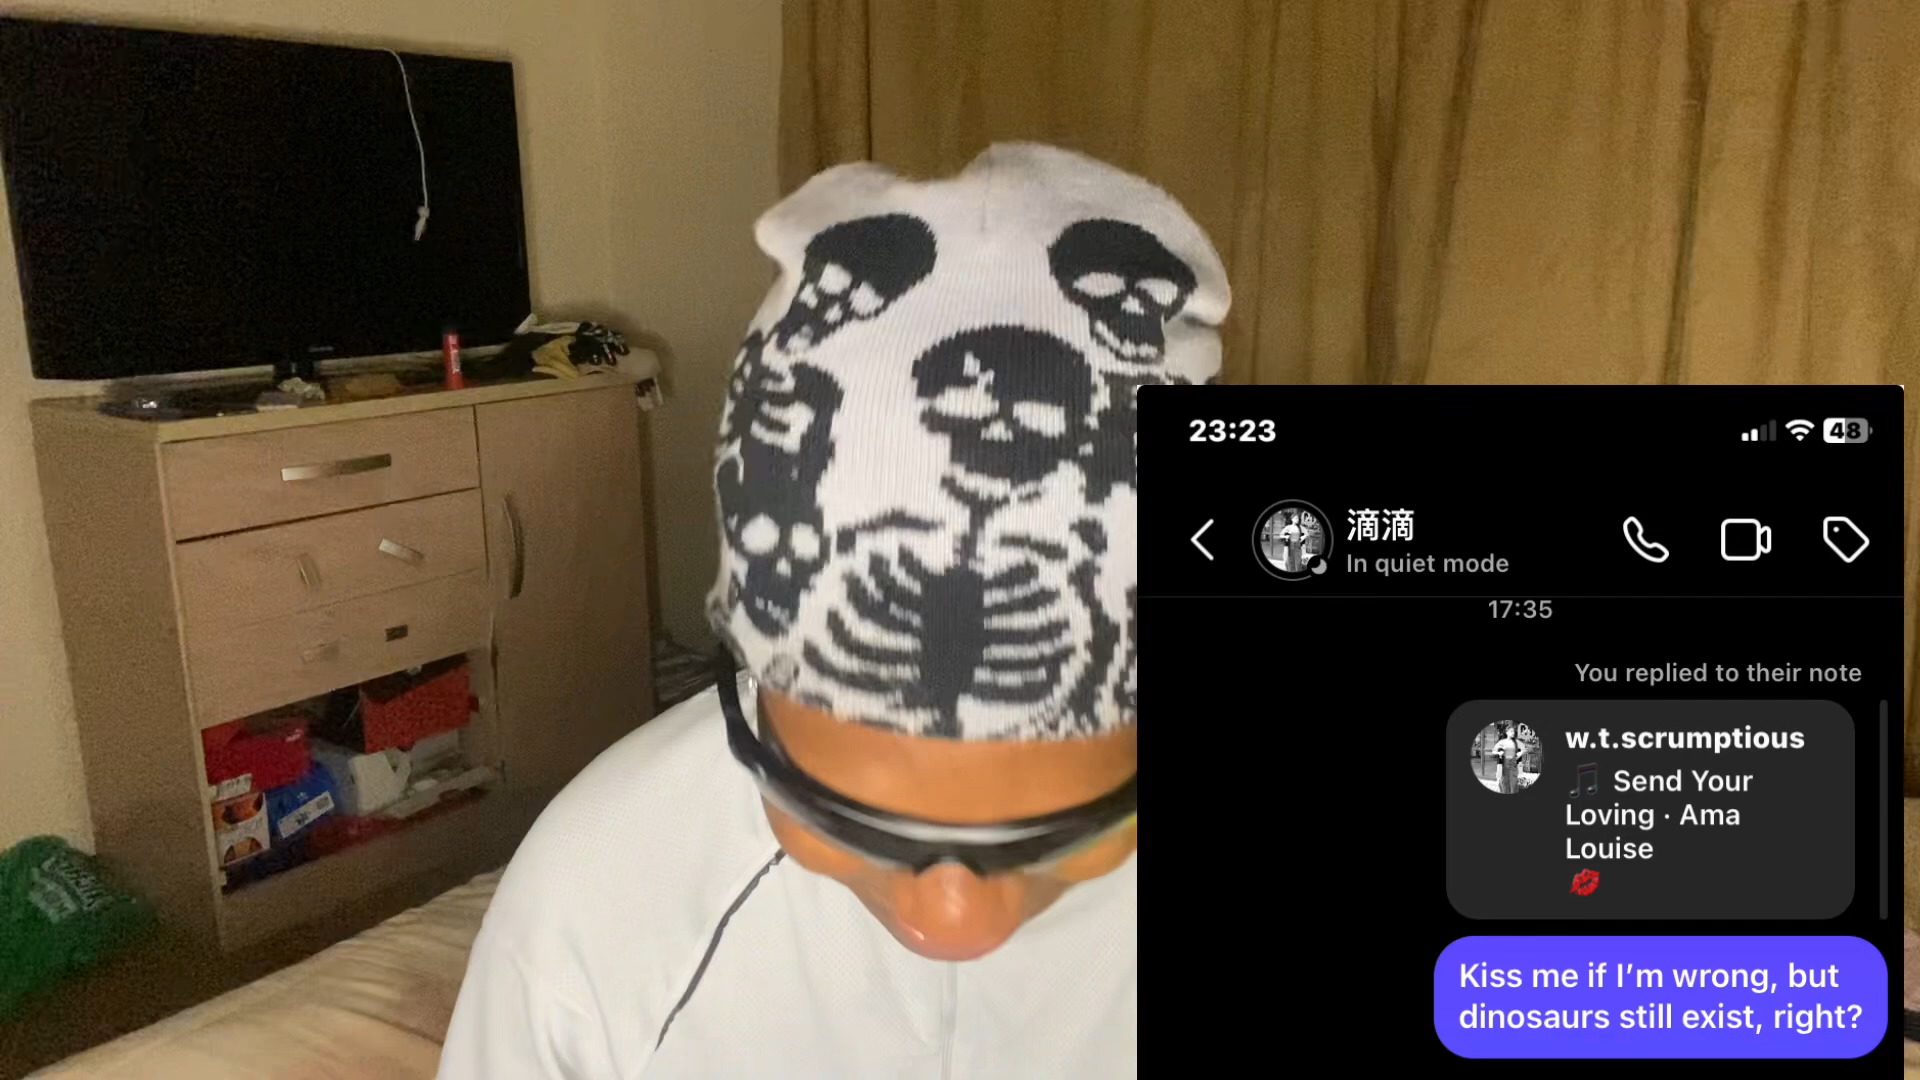 23:23
48
滴滴
In quiet mode
17:35
You replied to their note
w.t.scrumptious
🎵 Send Your
Loving · Ama
Louise
💋
Kiss me if I’m wrong, but
dinosaurs still exist, right?